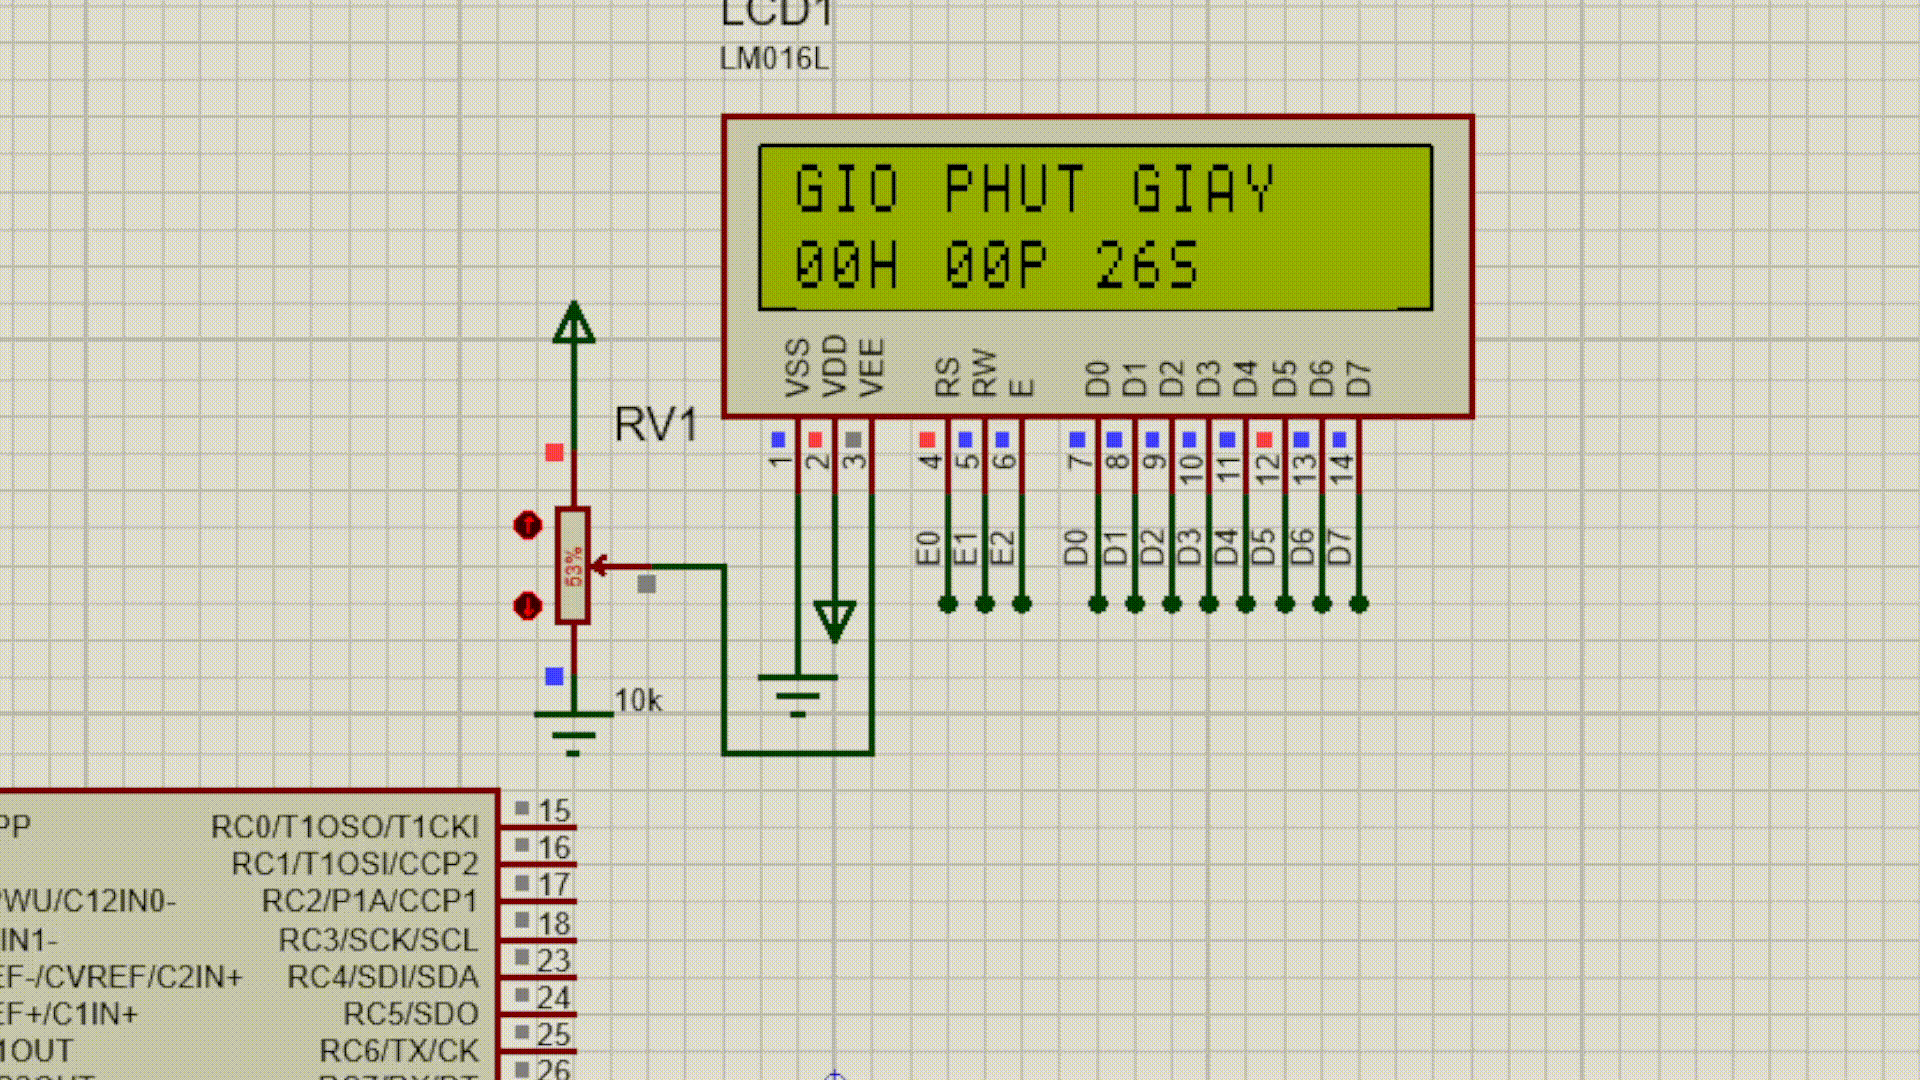 LCD1
LM016L
GIO PHUT GIAY
00H 00P 26S
VSS VDD VEE RS RW E D0 D1 D2 D3 D4 D5 D6 D7
1 2 3 4 5 6 7 8 9 10 11 12 13 14
E0 E1 E2 D0 D1 D2 D3 D4 D5 D6 D7
RV1
53%
10k
PP RC0/T1OSO/T1CKI 15
RC1/T1OSI/CCP2 16
PWU/C12IN0- RC2/P1A/CCP1 17
IN1- RC3/SCK/SCL 18
EF-/CVREF/C2IN+ RC4/SDI/SDA 23
EF+/C1IN+ RC5/SDO 24
1OUT RC6/TX/CK 25
26